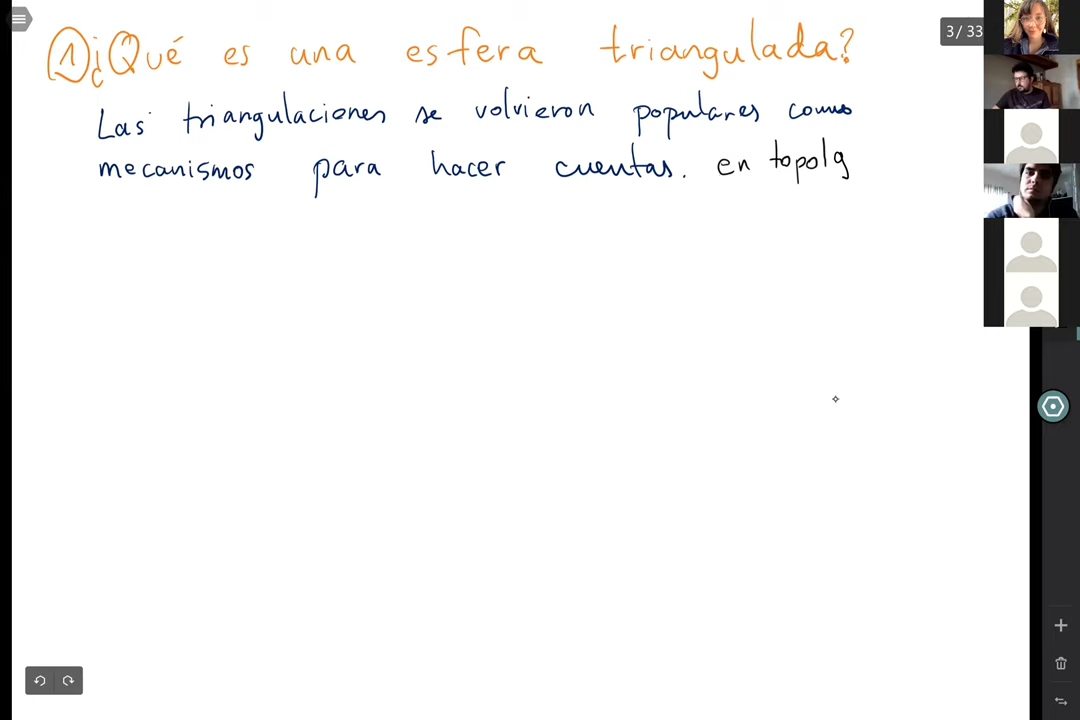 1) ¿Qué es una esfera triangulada?
3 / 33
Las triangulaciones se volvieron populares como
mecanismos para hacer cuentas. en topolg